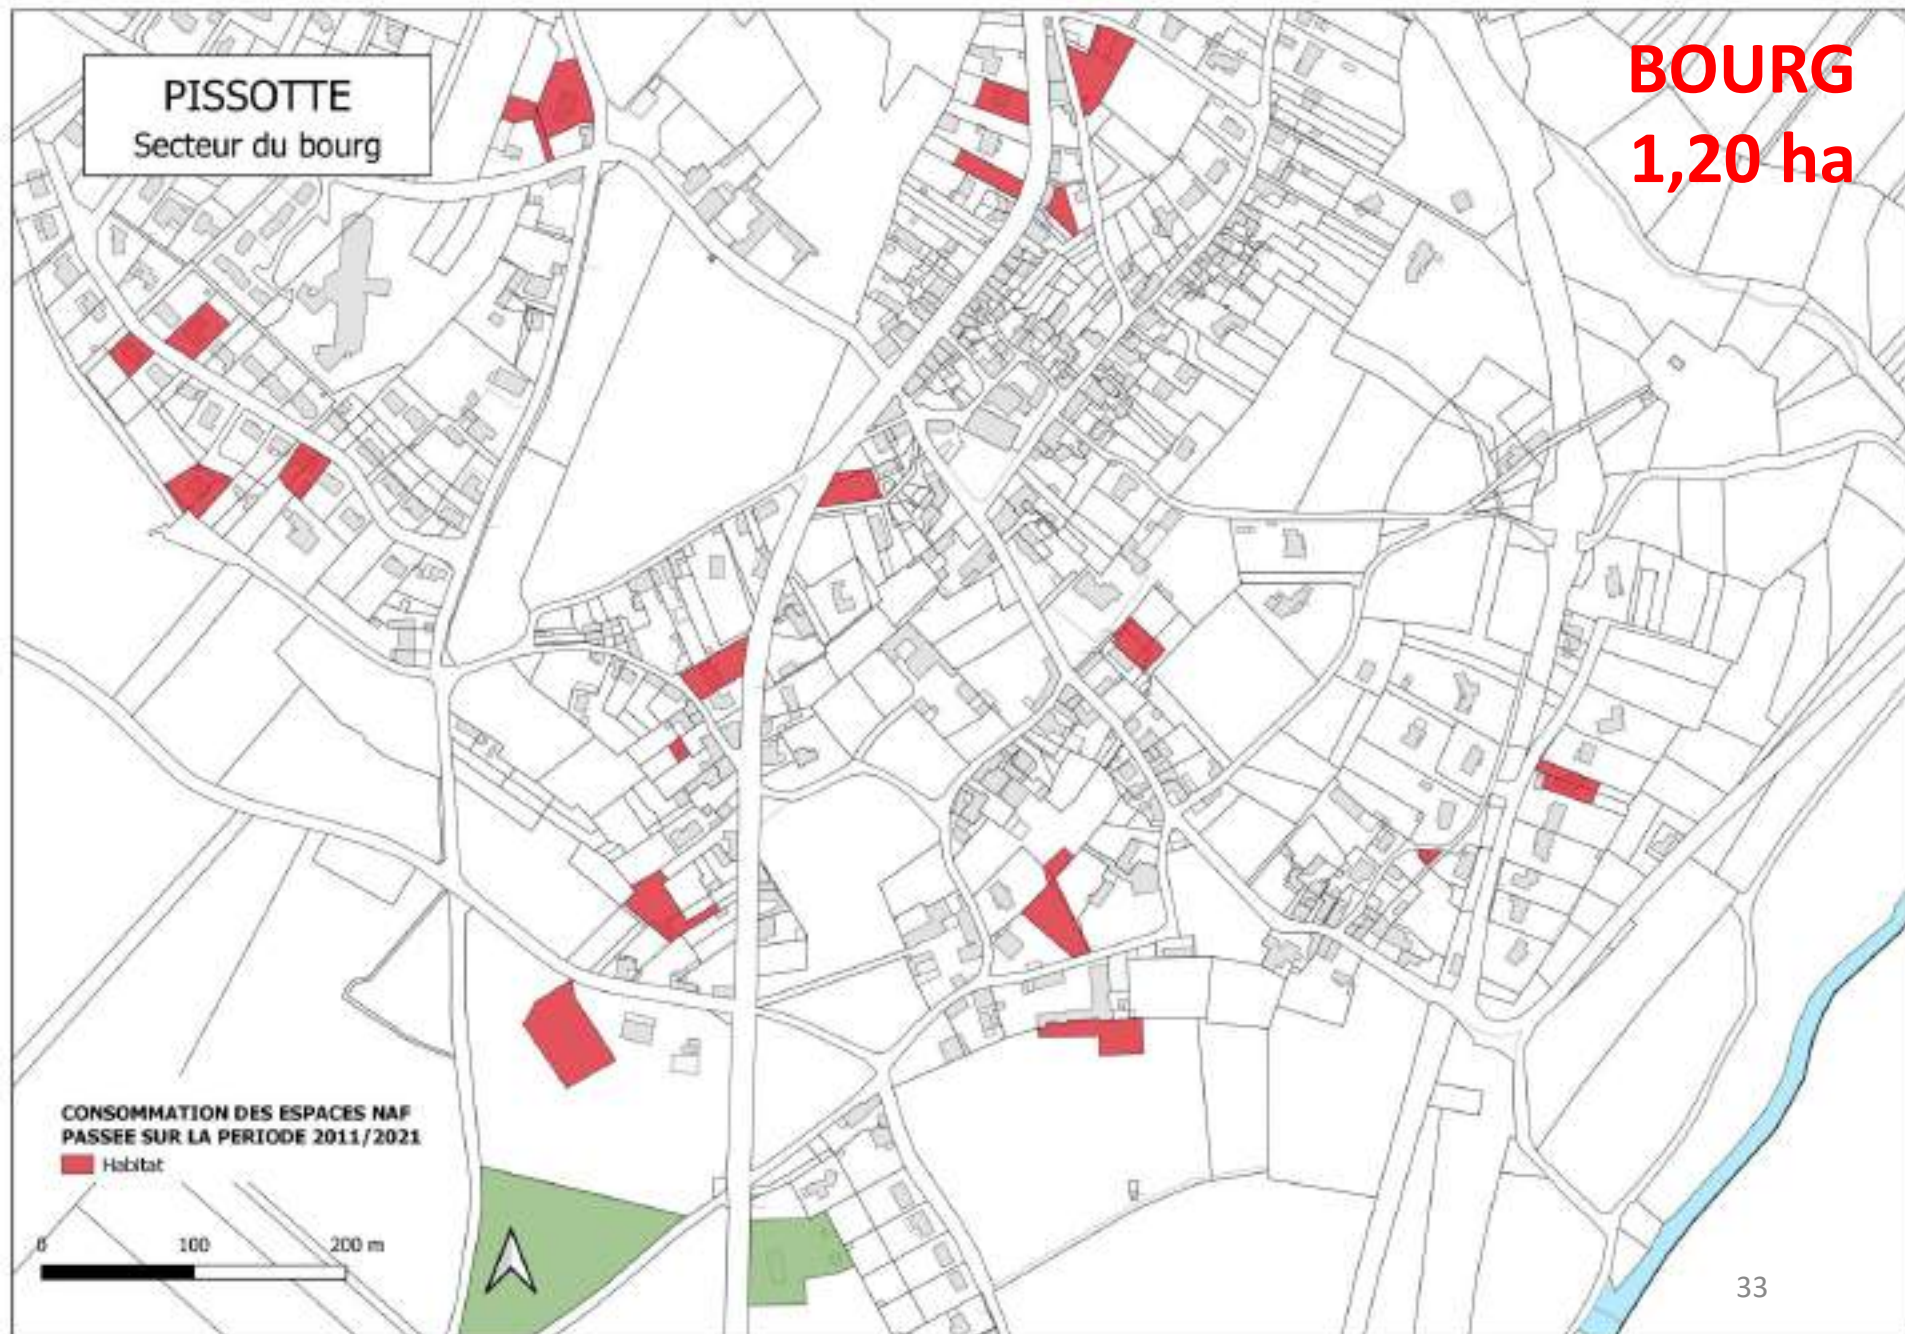 PISSOTTE
Secteur du bourg
BOURG
1,20 ha
CONSOMMATION DES ESPACES NAF
PASSEE SUR LA PERIODE 2011/2021
Habitat
0 100 200 m
33